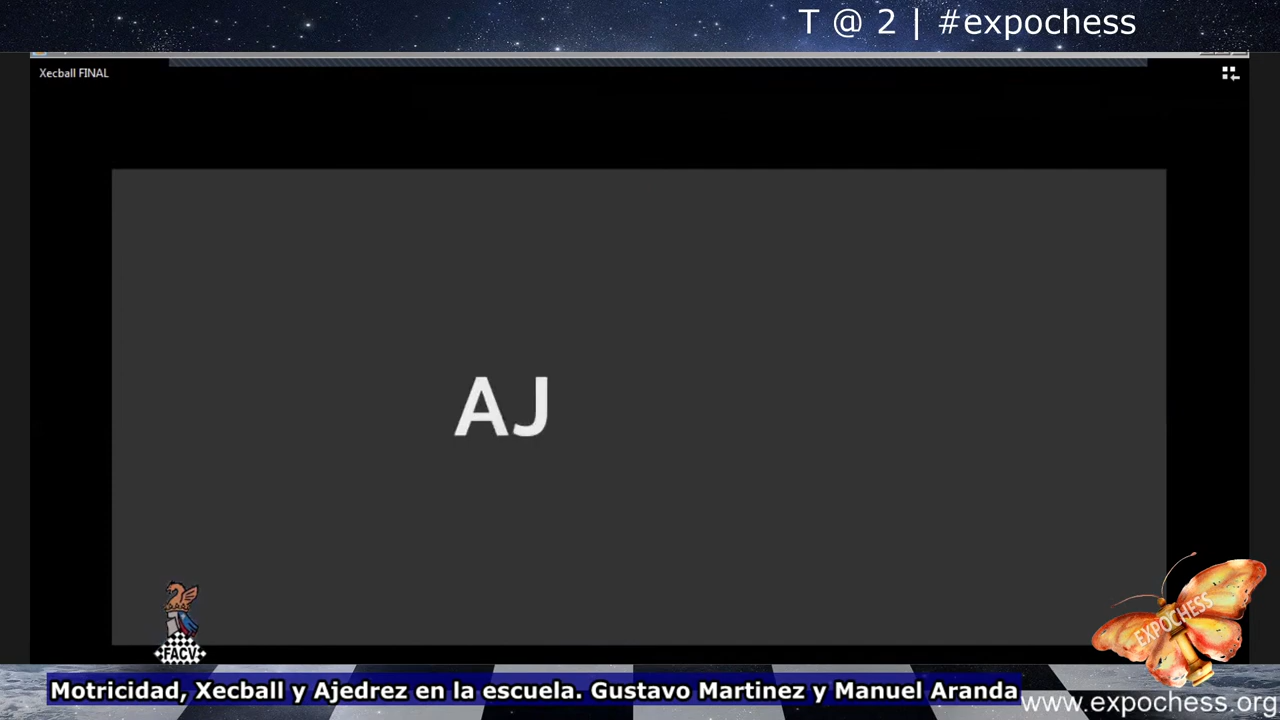 T @ 2 | #expochess
Xecball FINAL
AJ
EXPOCHESS
FACV
Motricidad, Xecball y Ajedrez en la escuela. Gustavo Martinez y Manuel Aranda
www.expochess.org